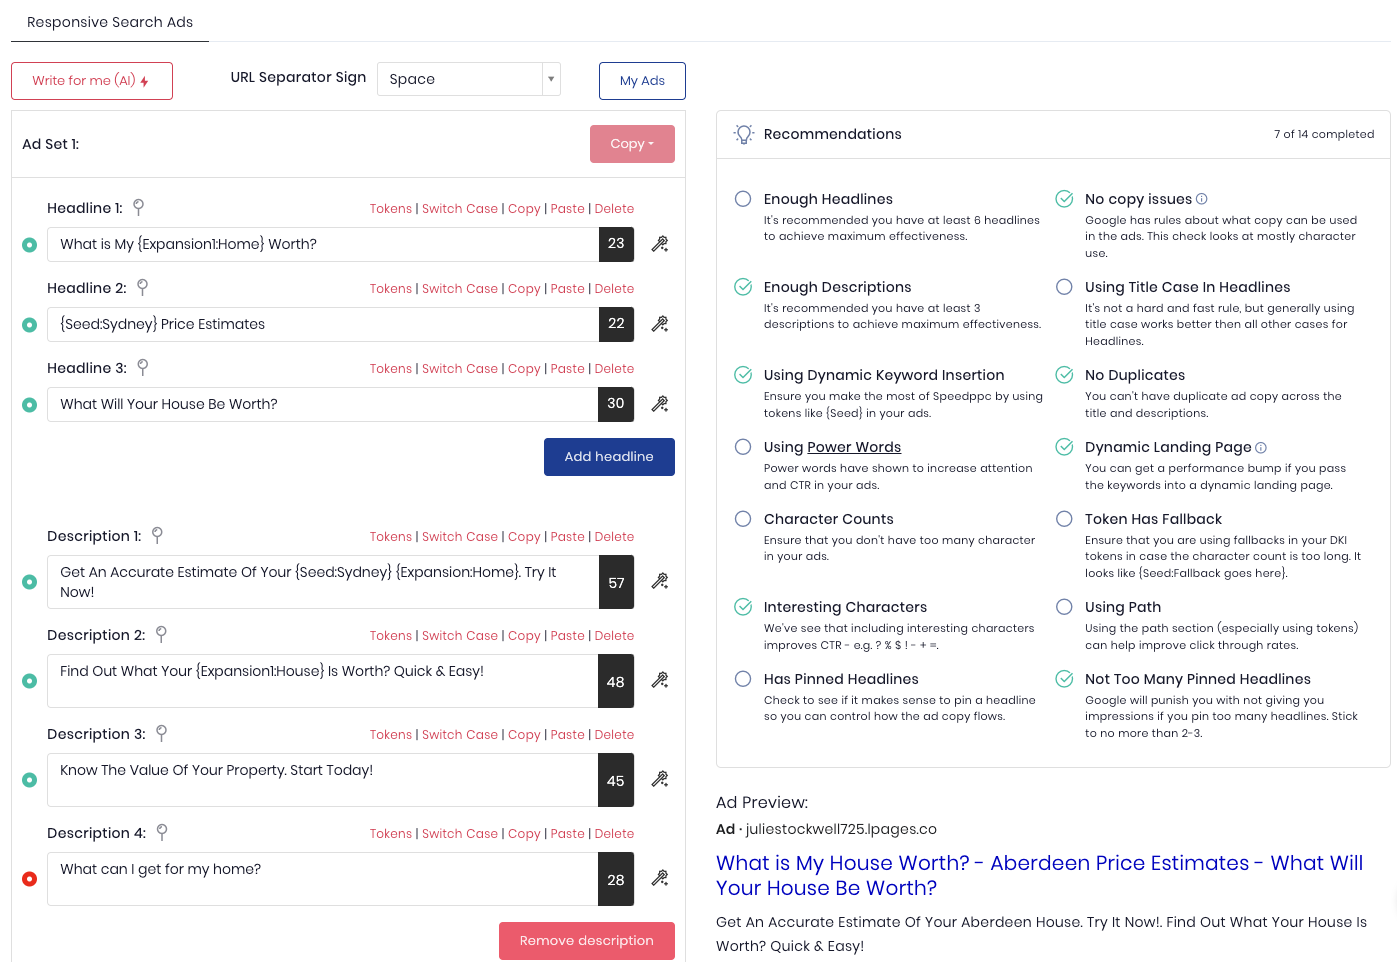 Responsive Search Ads
Write for me (AI)
URL Separator Sign
Space
My Ads
Ad Set 1:
Copy
Headline 1:
Tokens | Switch Case | Copy | Paste | Delete
What is My {Expansion1:Home} Worth?
23
Headline 2:
Tokens | Switch Case | Copy | Paste | Delete
{Seed:Sydney} Price Estimates
22
Headline 3:
Tokens | Switch Case | Copy | Paste | Delete
What Will Your House Be Worth?
30
Add headline
Description 1:
Tokens | Switch Case | Copy | Paste | Delete
Get An Accurate Estimate Of Your {Seed:Sydney} {Expansion:Home}. Try It
Now!
57
Description 2:
Tokens | Switch Case | Copy | Paste | Delete
Find Out What Your {Expansion1:House} Is Worth? Quick & Easy!
48
Description 3:
Tokens | Switch Case | Copy | Paste | Delete
Know The Value Of Your Property. Start Today!
45
Description 4:
Tokens | Switch Case | Copy | Paste | Delete
What can I get for my home?
28
Remove description
Recommendations
7 of 14 completed
Enough Headlines
It's recommended you have at least 6 headlines
to achieve maximum effectiveness.
No copy issues
Google has rules about what copy can be used
in the ads. This check looks at mostly character
use.
Enough Descriptions
It's recommended you have at least 3
descriptions to achieve maximum effectiveness.
Using Title Case In Headlines
It's not a hard and fast rule, but generally using
title case works better then all other cases for
Headlines.
Using Dynamic Keyword Insertion
Ensure you make the most of Speedppc by using
tokens like {Seed} in your ads.
No Duplicates
You can't have duplicate ad copy across the
title and descriptions.
Using Power Words
Power words have shown to increase attention
and CTR in your ads.
Dynamic Landing Page
You can get a performance bump if you pass
the keywords into a dynamic landing page.
Character Counts
Ensure that you don't have too many character
in your ads.
Token Has Fallback
Ensure that you are using fallbacks in your DKI
tokens in case the character count is too long. It
looks like {Seed:Fallback goes here}.
Interesting Characters
We've see that including interesting characters
improves CTR - e.g. ? % $ ! - + =.
Using Path
Using the path section (especially using tokens)
can help improve click through rates.
Has Pinned Headlines
Check to see if it makes sense to pin a headline
so you can control how the ad copy flows.
Not Too Many Pinned Headlines
Google will punish you with not giving you
impressions if you pin too many headlines. Stick
to no more than 2-3.
Ad Preview:
Ad · juliestockwell725.lpages.co
What is My House Worth? - Aberdeen Price Estimates - What Will
Your House Be Worth?
Get An Accurate Estimate Of Your Aberdeen House. Try It Now!. Find Out What Your House Is
Worth? Quick & Easy!